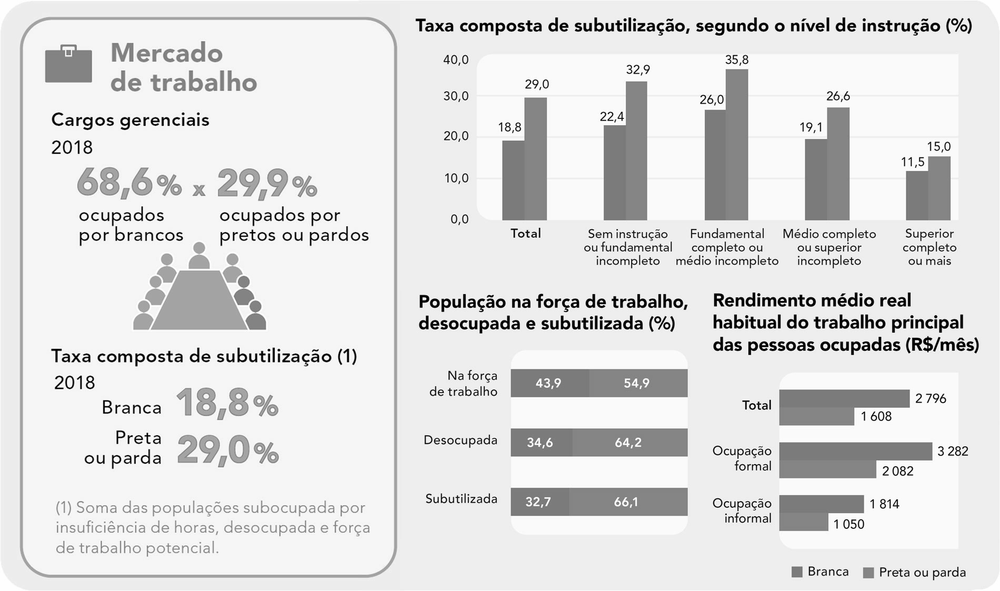 Mercado
de trabalho
Cargos gerenciais
2018
68,6% x 29,9%
ocupados
por brancos
ocupados por
pretos ou pardos
Taxa composta de subutilização (1)
2018
Branca 18,8%
Preta
ou parda 29,0%
(1) Soma das populações subocupada por
insuficiência de horas, desocupada e força
de trabalho potencial.
Taxa composta de subutilização, segundo o nível de instrução (%)
40,0
30,0
20,0
10,0
0,0
18,8
29,0
22,4
32,9
26,0
35,8
19,1
26,6
11,5
15,0
Total
Sem instrução
ou fundamental
incompleto
Fundamental
completo ou
médio incompleto
Médio completo
ou superior
incompleto
Superior
completo
ou mais
População na força de trabalho,
desocupada e subutilizada (%)
Na força
de trabalho
43,9 54,9
Desocupada 34,6 64,2
Subutilizada 32,7 66,1
Rendimento médio real
habitual do trabalho principal
das pessoas ocupadas (R$/mês)
Total
2 796
1 608
Ocupação
formal
3 282
2 082
Ocupação
informal
1 814
1 050
Branca Preta ou parda